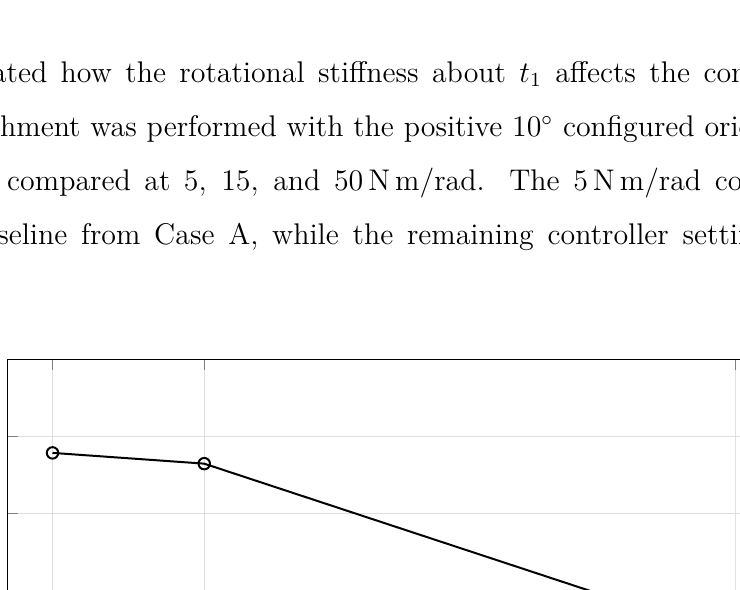 ated how the rotational stiffness about t₁ affects the con
hment was performed with the positive 10° configured ori
compared at 5, 15, and 50 N m/rad. The 5 N m/rad co
seline from Case A, while the remaining controller settin